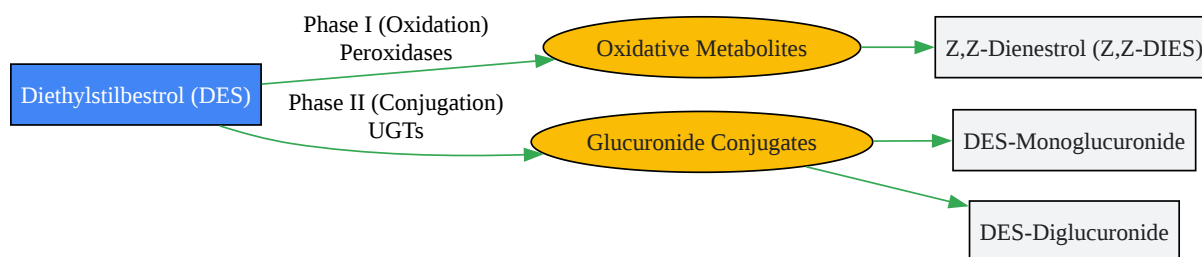 Phase I (Oxidation)
Peroxidases
Oxidative Metabolites
Z,Z-Dienestrol (Z,Z-DIES)
Diethylstilbestrol (DES)
Phase II (Conjugation)
UGTs
Glucuronide Conjugates
DES-Monoglucuronide
DES-Diglucuronide